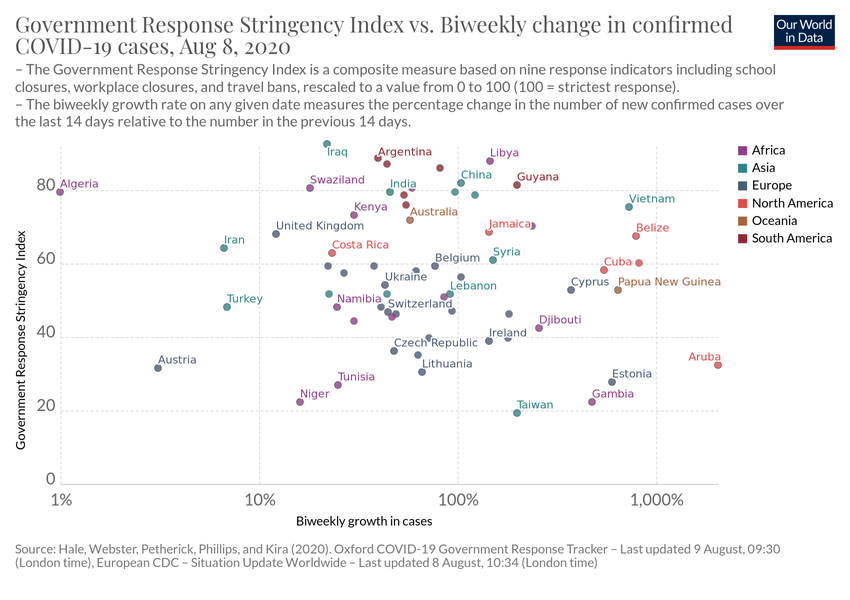 Government Response Stringency Index vs. Biweekly change in confirmed
COVID-19 cases, Aug 8, 2020
Our World
in Data
– The Government Response Stringency Index is a composite measure based on nine response indicators including school
closures, workplace closures, and travel bans, rescaled to a value from 0 to 100 (100 = strictest response).
– The biweekly growth rate on any given date measures the percentage change in the number of new confirmed cases over
the last 14 days relative to the number in the previous 14 days.
Government Response Stringency Index
80
60
40
20
0
Iraq
Argentina
Libya
Algeria
Swaziland
India
China
Guyana
Vietnam
Kenya
Australia
United Kingdom
Jamaica
Belize
Iran
Costa Rica
Belgium
Syria
Cuba
Ukraine
Lebanon
Cyprus
Papua New Guinea
Turkey
Namibia
Switzerland
Djibouti
Czech Republic
Ireland
Austria
Lithuania
Aruba
Tunisia
Estonia
Niger
Gambia
Taiwan
1%
10%
100%
1,000%
Biweekly growth in cases
Africa
Asia
Europe
North America
Oceania
South America
Source: Hale, Webster, Petherick, Phillips, and Kira (2020). Oxford COVID-19 Government Response Tracker – Last updated 9 August, 09:30
(London time), European CDC – Situation Update Worldwide – Last updated 8 August, 10:34 (London time)